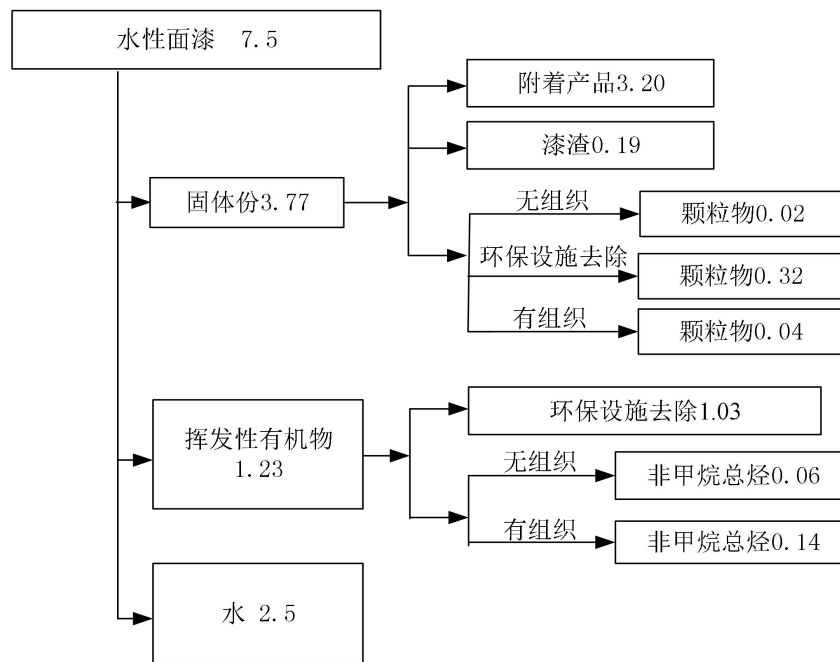 水性面漆 7.5
附着产品3.20
漆渣0.19
固体份3.77
无组织
颗粒物0.02
环保设施去除
颗粒物0.32
有组织
颗粒物0.04
挥发性有机物
1.23
环保设施去除1.03
无组织
非甲烷总烃0.06
有组织
非甲烷总烃0.14
水 2.5